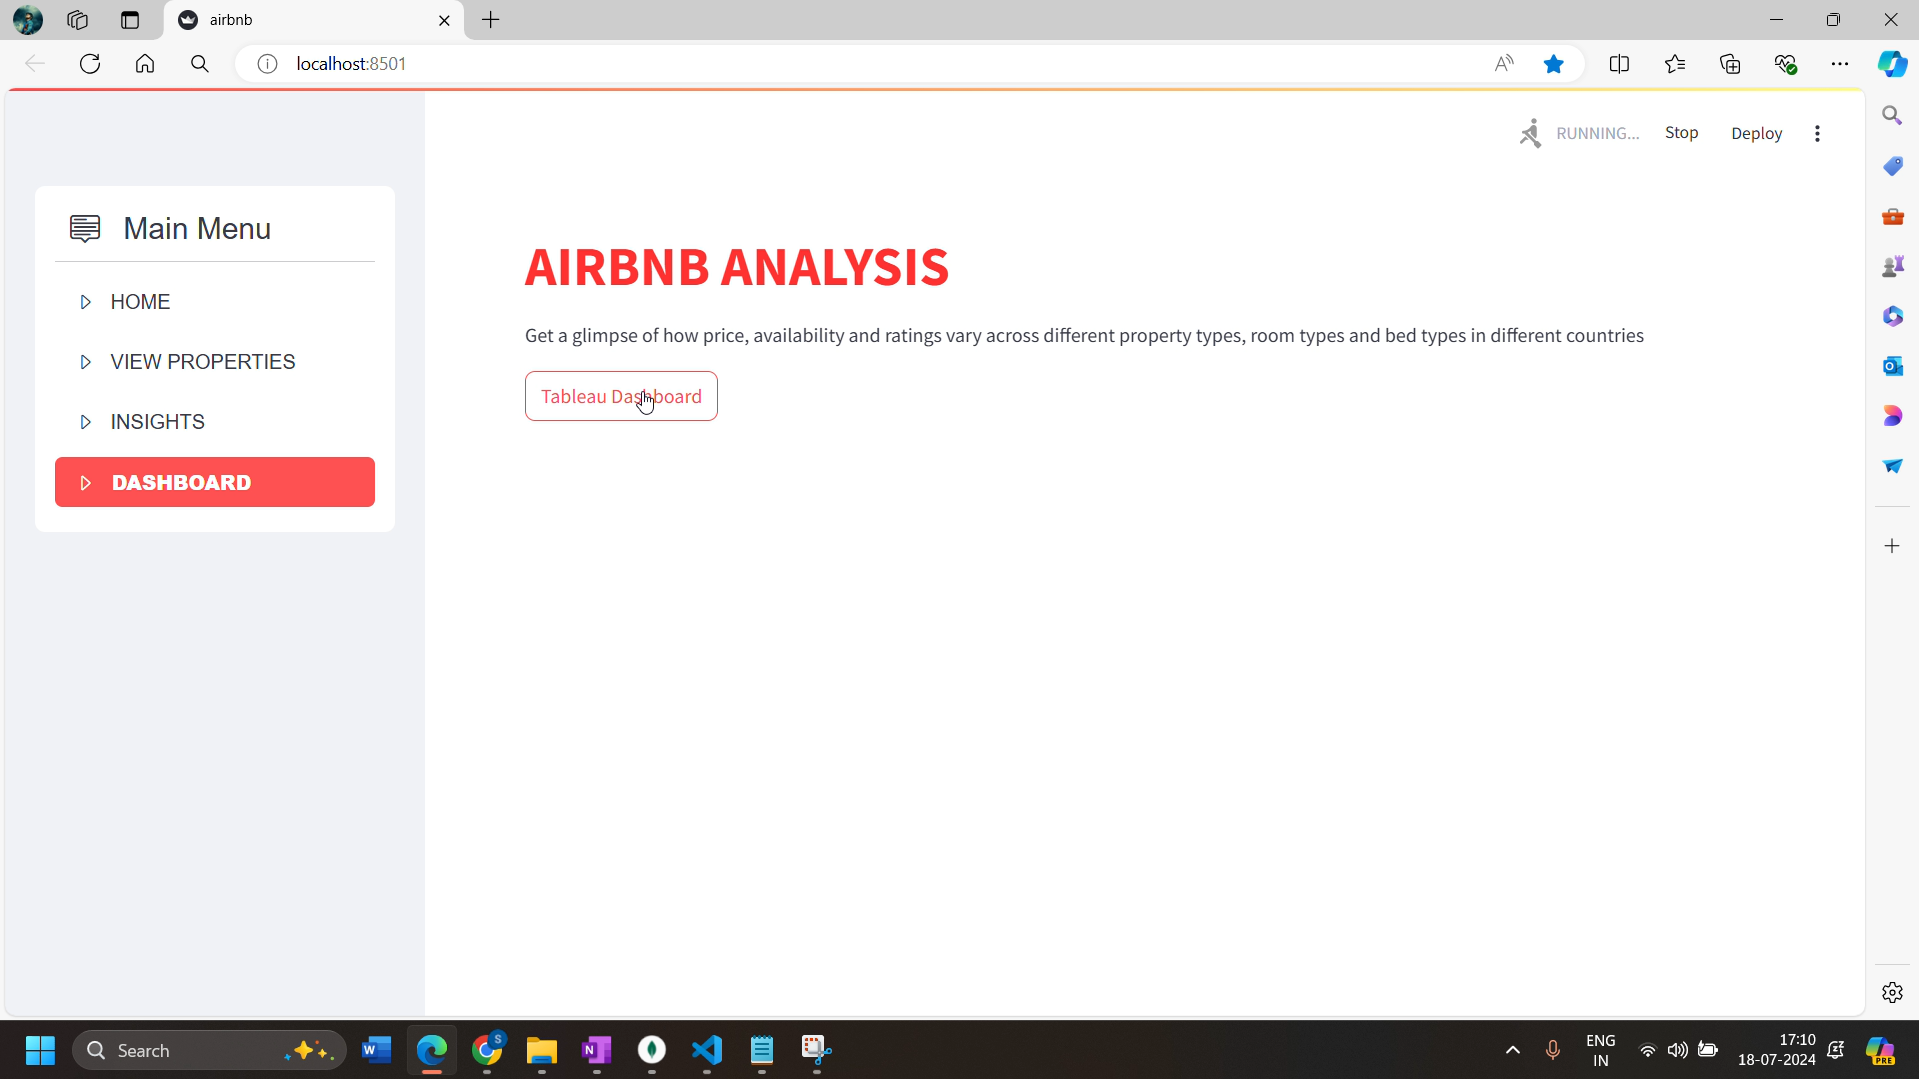 airbnb
localhost:8501
RUNNING...
Stop
Deploy
Main Menu
HOME
VIEW PROPERTIES
INSIGHTS
DASHBOARD
AIRBNB ANALYSIS
Get a glimpse of how price, availability and ratings vary across different property types, room types and bed types in different countries
Tableau Dashboard
Search
ENG
IN
17:10
18-07-2024